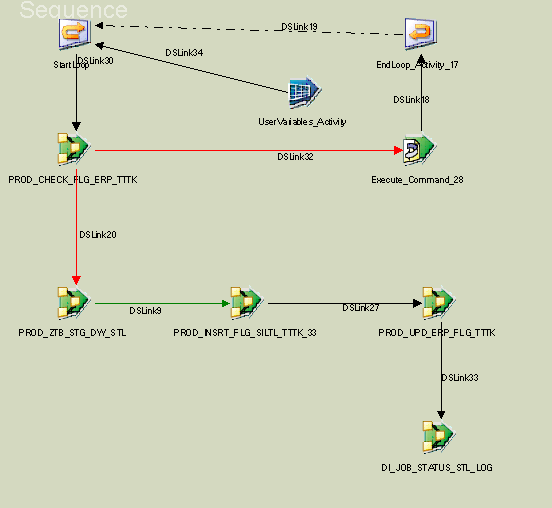 Sequence
DSLink19
DSLink34
StartLoop
DSLink30
EndLoop_Activity_17
DSLink18
UserVariables_Activity
DSLink32
PROD_CHECK_FLG_ERP_TTTK
Execute_Command_28
DSLink20
DSLink9
DSLink27
PROD_ZTB_STG_DW_STL
PROD_INSRT_FLG_SILTL_TTTK_33
PROD_UPD_ERP_FLG_TTTK
DSLink33
DI_JOB_STATUS_STL_LOG